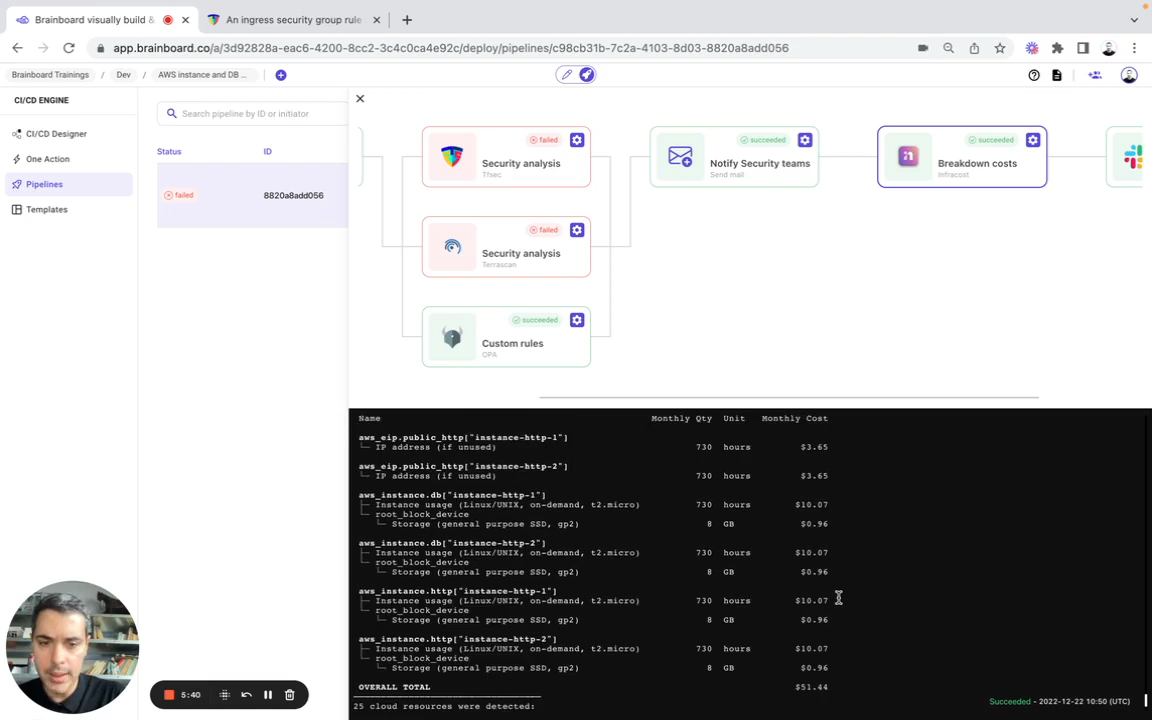 Brainboard visually build &
An ingress security group rule
app.brainboard.co/a/3d92828a-eac6-4200-8cc2-3c4c0ca4e92c/deploy/pipelines/c98cb31b-7c2a-4103-8d03-8820a8add056
Brainboard Trainings / Dev / AWS instance and DB ...
CI/CD ENGINE
CI/CD Designer
One Action
Pipelines
Templates
Search pipeline by ID or initiator
Status ID
failed 8820a8add056
failed
Security analysis
Tfsec
failed
Security analysis
Terrascan
succeeded
Custom rules
OPA
succeeded
Notify Security teams
Send mail
succeeded
Breakdown costs
Infracost
Name Monthly Qty Unit Monthly Cost
aws_eip.public_http["instance-http-1"]
└─ IP address (if unused) 730 hours $3.65
aws_eip.public_http["instance-http-2"]
└─ IP address (if unused) 730 hours $3.65
aws_instance.db["instance-http-1"]
├─ Instance usage (Linux/UNIX, on-demand, t2.micro) 730 hours $10.07
└─ root_block_device
└─ Storage (general purpose SSD, gp2) 8 GB $0.96
aws_instance.db["instance-http-2"]
├─ Instance usage (Linux/UNIX, on-demand, t2.micro) 730 hours $10.07
└─ root_block_device
└─ Storage (general purpose SSD, gp2) 8 GB $0.96
aws_instance.http["instance-http-1"]
├─ Instance usage (Linux/UNIX, on-demand, t2.micro) 730 hours $10.07
└─ root_block_device
└─ Storage (general purpose SSD, gp2) 8 GB $0.96
aws_instance.http["instance-http-2"]
├─ Instance usage (Linux/UNIX, on-demand, t2.micro) 730 hours $10.07
└─ root_block_device
└─ Storage (general purpose SSD, gp2) 8 GB $0.96
OVERALL TOTAL $51.44
25 cloud resources were detected:
Succeeded - 2022-12-22 10:50 (UTC)
5:40